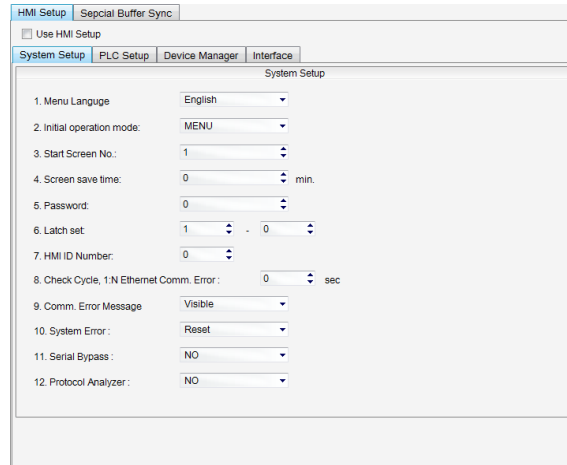 HMI Setup Sepcial Buffer Sync
Use HMI Setup
System Setup PLC Setup Device Manager Interface
System Setup
1. Menu Languge English
2. Initial operation mode: MENU
3. Start Screen No.: 1
4. Screen save time: 0 min.
5. Password: 0
6. Latch set: 1 - 0
7. HMI ID Number: 0
8. Check Cycle, 1:N Ethernet Comm. Error : 0 sec
9. Comm. Error Message Visible
10. System Error : Reset
11. Serial Bypass : NO
12. Protocol Analyzer : NO